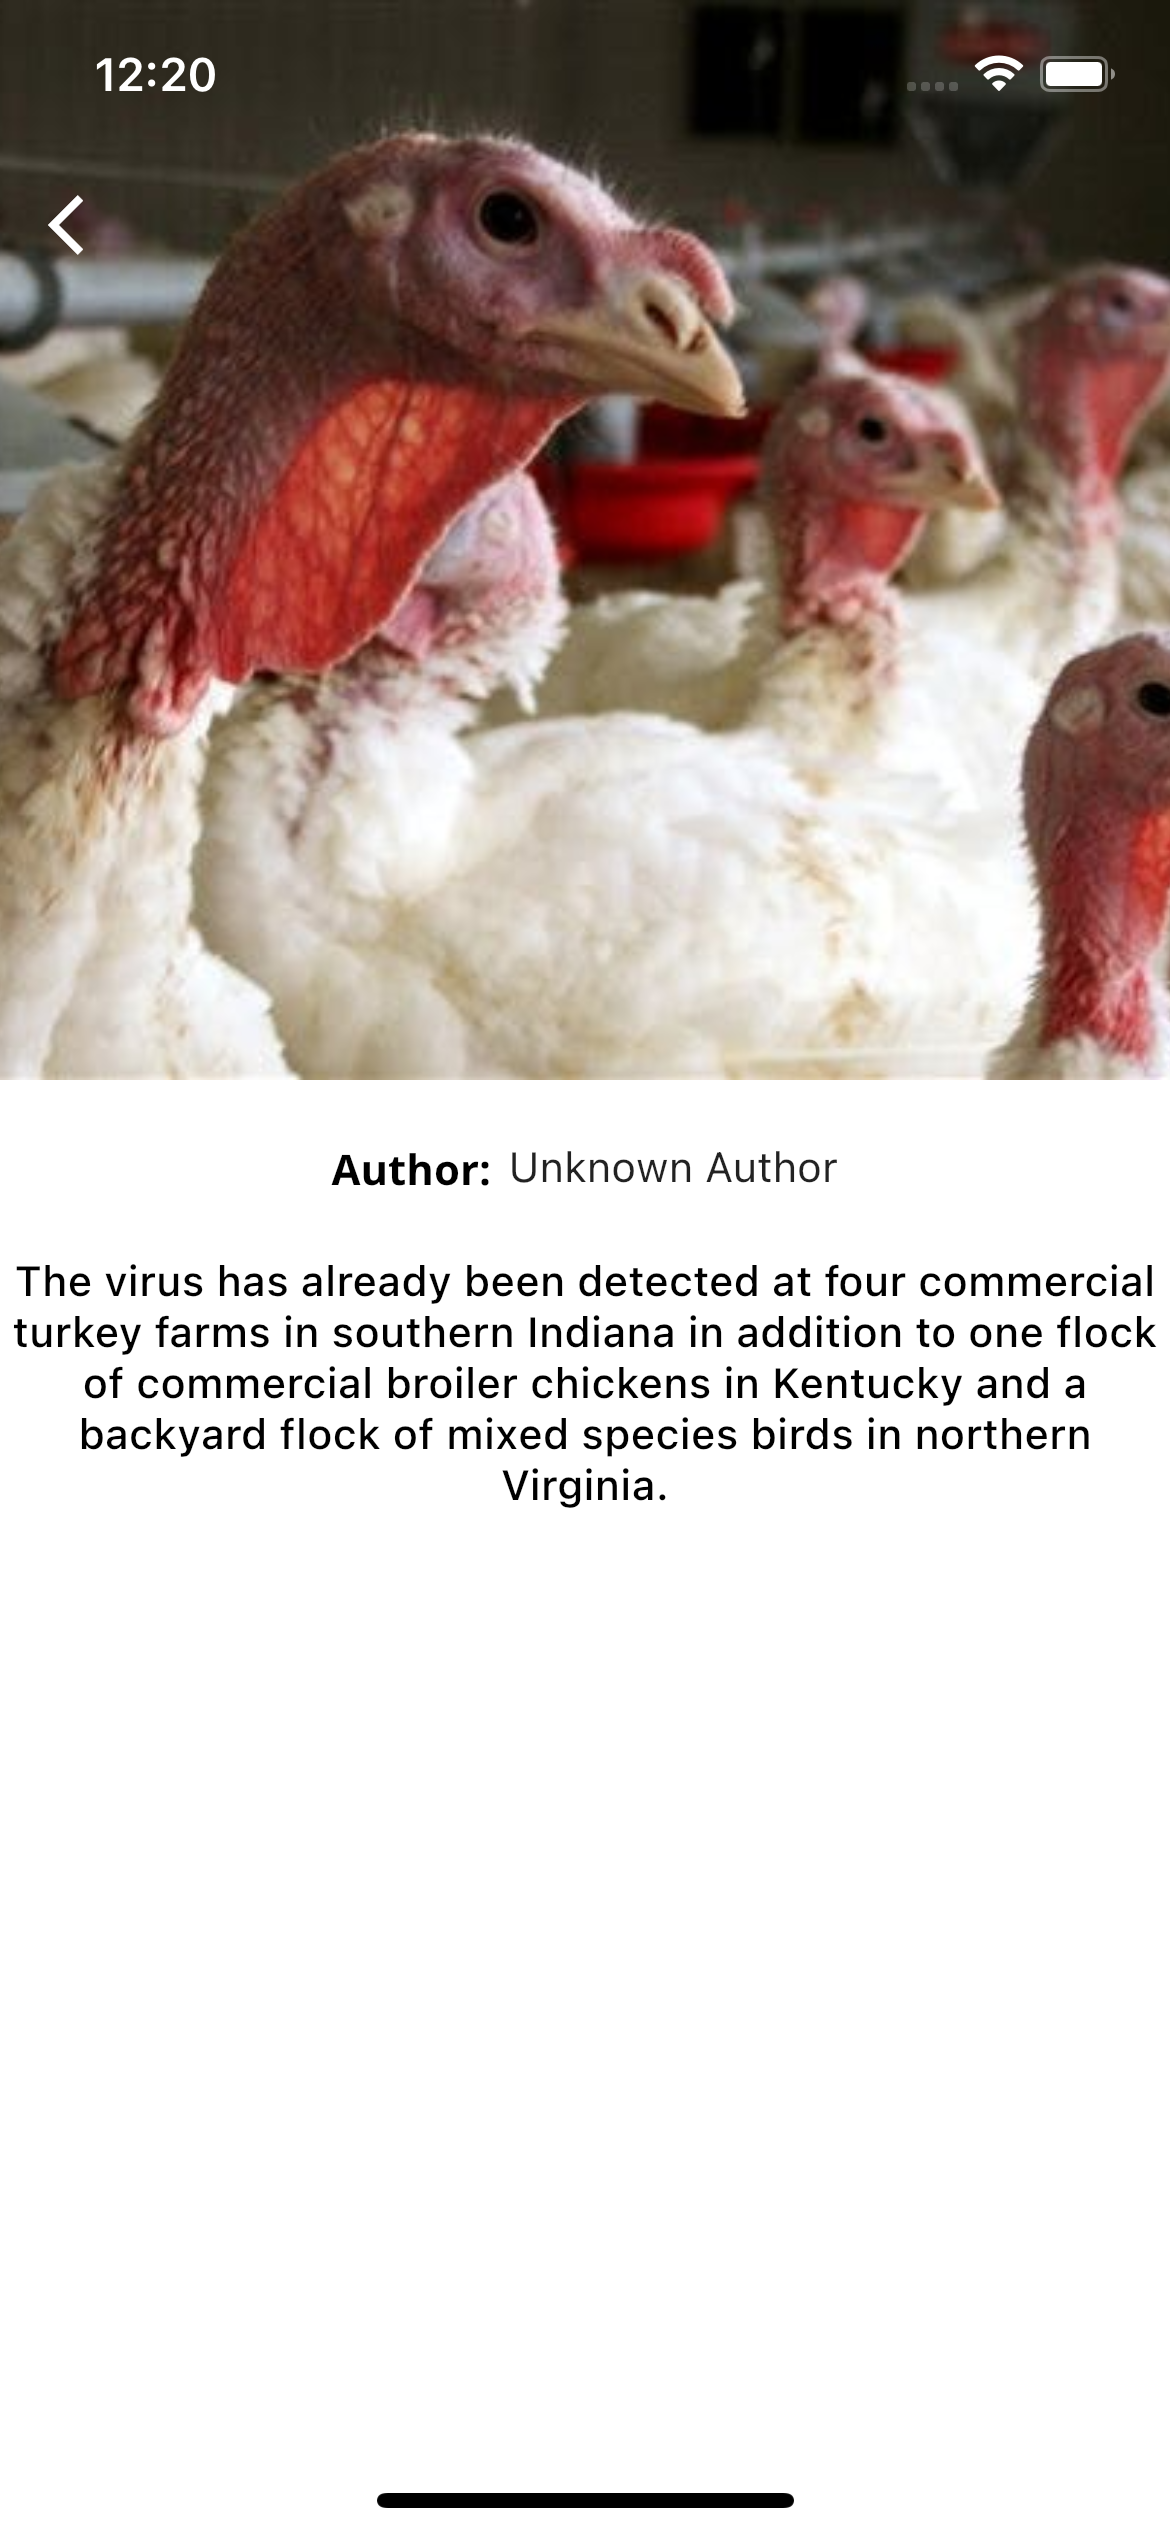 12:20
Author: Unknown Author
The virus has already been detected at four commercial
turkey farms in southern Indiana in addition to one flock
of commercial broiler chickens in Kentucky and a
backyard flock of mixed species birds in northern
Virginia.